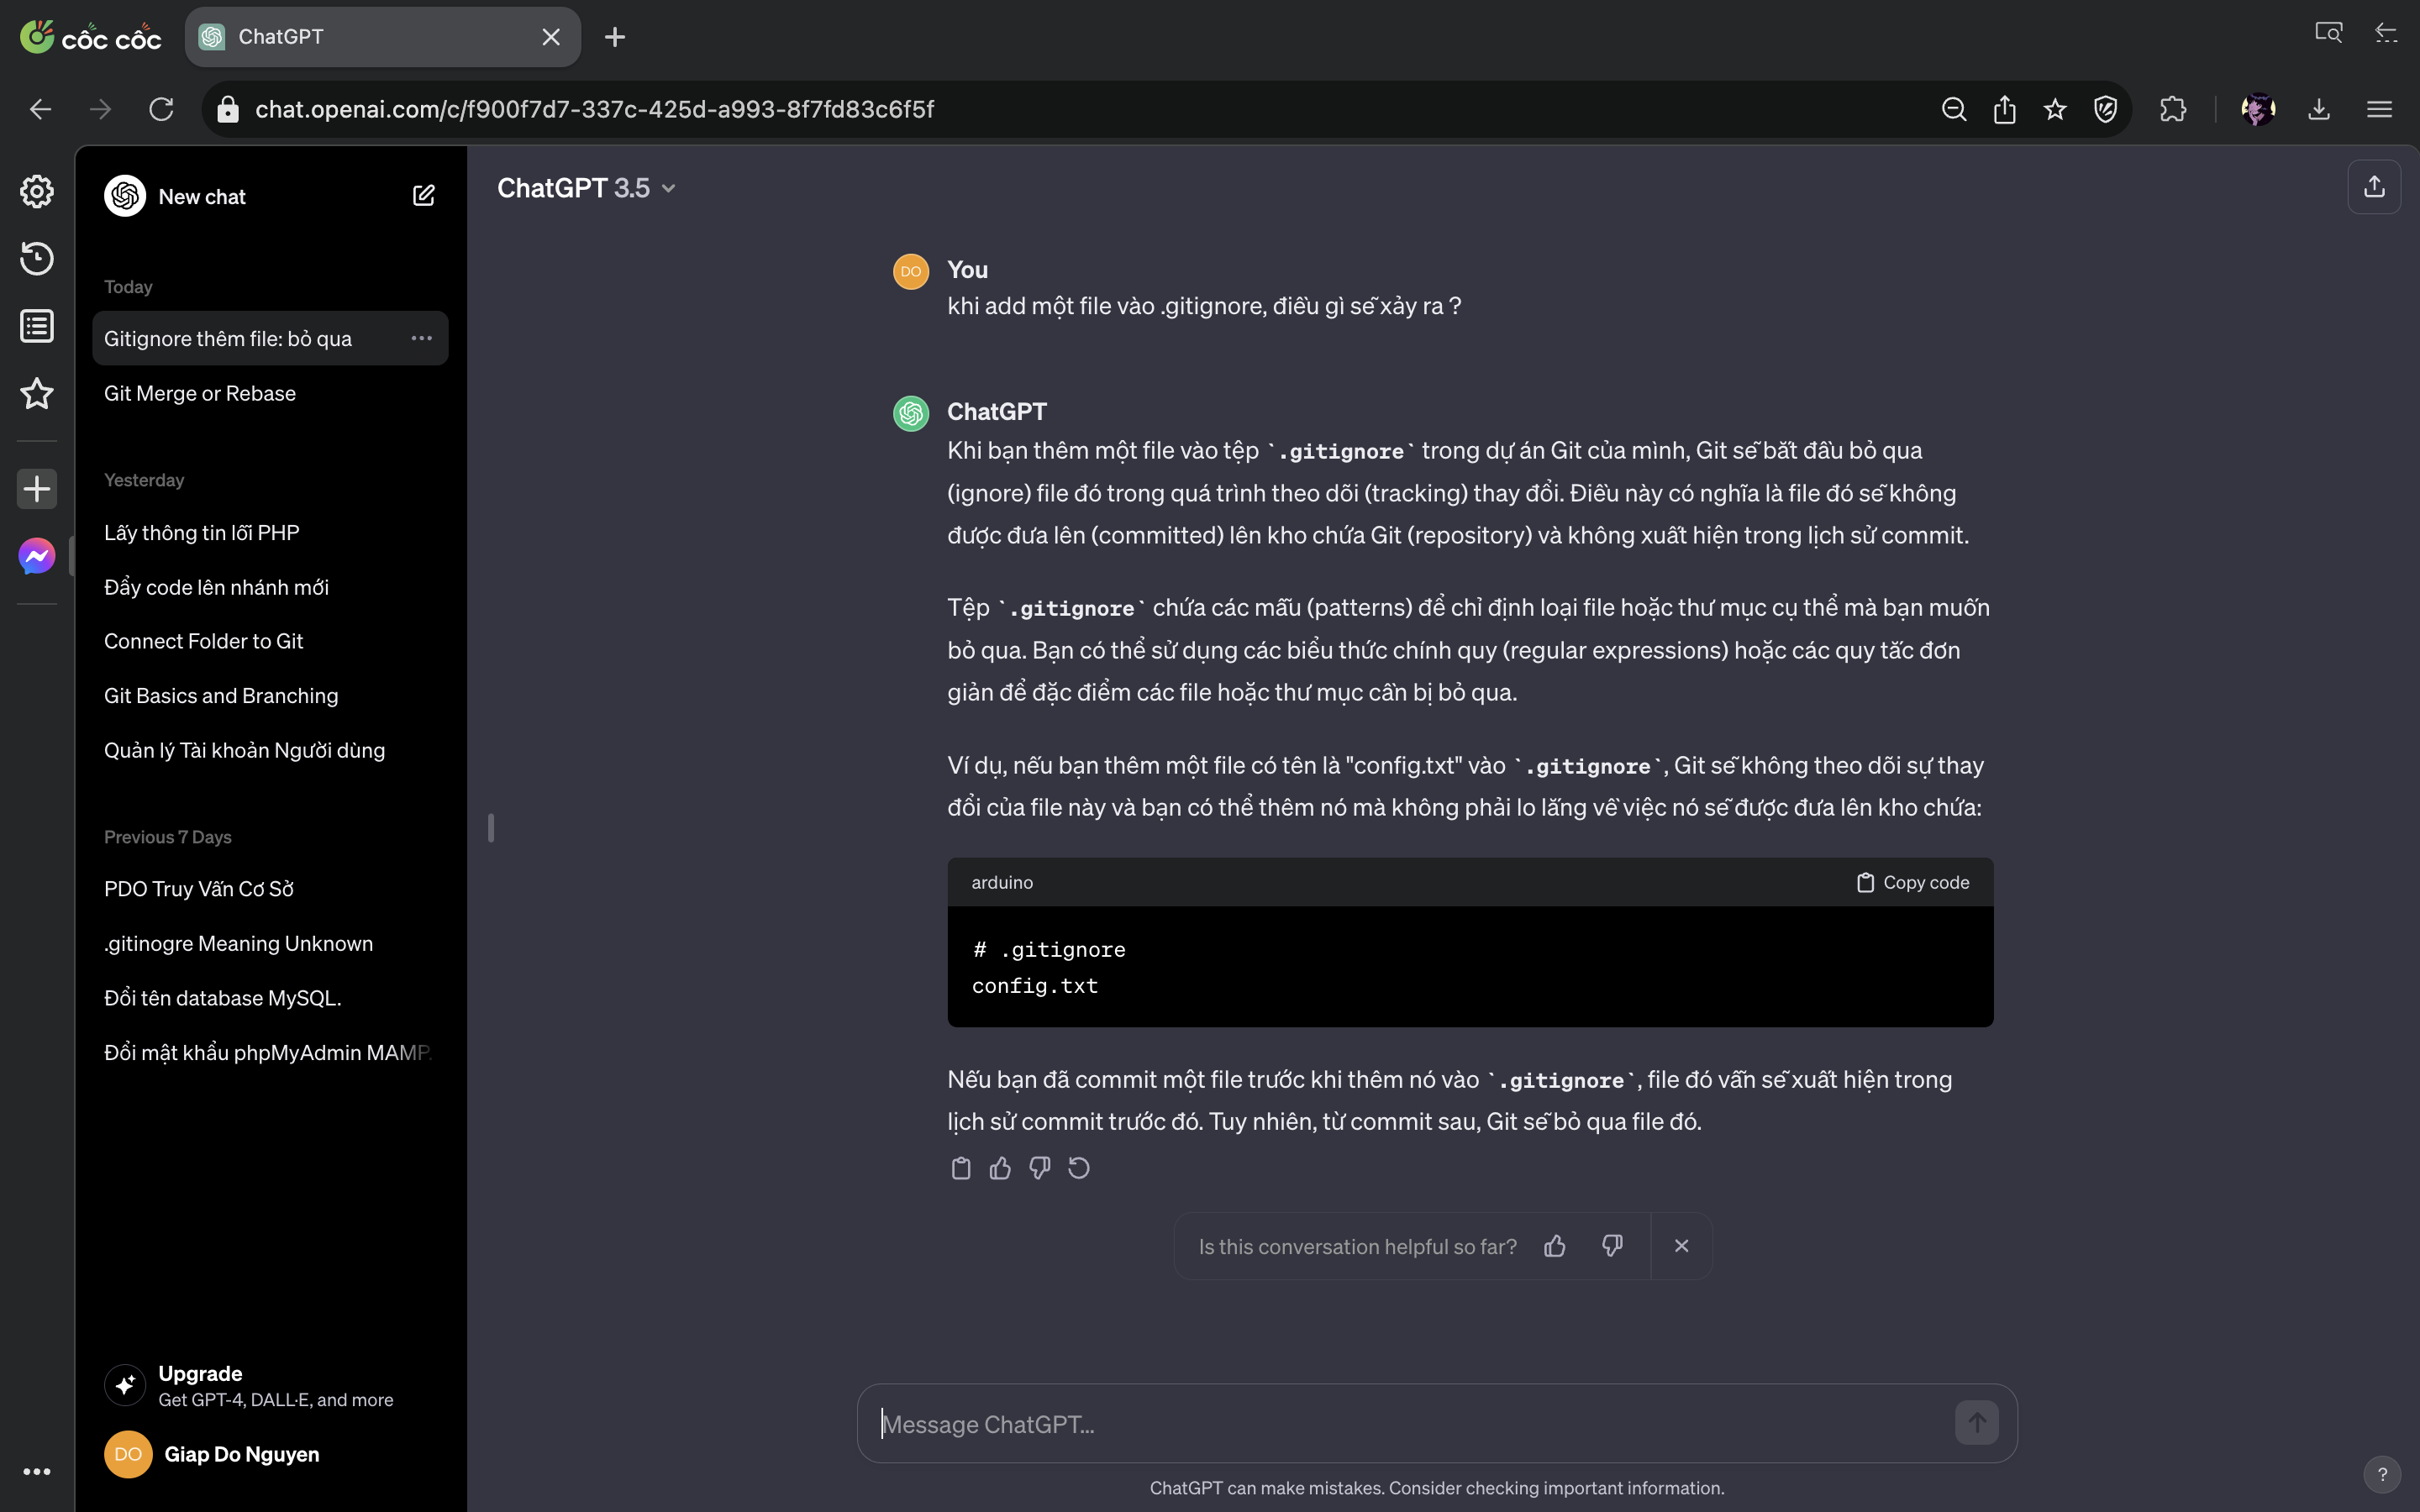 cốc cốc
ChatGPT
chat.openai.com/c/f900f7d7-337c-425d-a993-8f7fd83c6f5f
New chat
Today
Gitignore thêm file: bỏ qua
Git Merge or Rebase
Yesterday
Lấy thông tin lỗi PHP
Đẩy code lên nhánh mới
Connect Folder to Git
Git Basics and Branching
Quản lý Tài khoản Người dùng
Previous 7 Days
PDO Truy Vấn Cơ Sở
.gitinogre Meaning Unknown
Đổi tên database MySQL.
Đổi mật khẩu phpMyAdmin MAMP.
Upgrade
Get GPT-4, DALL·E, and more
DO
Giap Do Nguyen
ChatGPT 3.5
DO
You
khi add một file vào .gitignore, điều gì sẽ xảy ra ?
ChatGPT
Khi bạn thêm một file vào tệp `.gitignore` trong dự án Git của mình, Git sẽ bắt đầu bỏ qua
(ignore) file đó trong quá trình theo dõi (tracking) thay đổi. Điều này có nghĩa là file đó sẽ không
được đưa lên (committed) lên kho chứa Git (repository) và không xuất hiện trong lịch sử commit.
Tệp `.gitignore` chứa các mẫu (patterns) để chỉ định loại file hoặc thư mục cụ thể mà bạn muốn
bỏ qua. Bạn có thể sử dụng các biểu thức chính quy (regular expressions) hoặc các quy tắc đơn
giản để đặc điểm các file hoặc thư mục cần bị bỏ qua.
Ví dụ, nếu bạn thêm một file có tên là "config.txt" vào `.gitignore`, Git sẽ không theo dõi sự thay
đổi của file này và bạn có thể thêm nó mà không phải lo lắng về việc nó sẽ được đưa lên kho chứa:
arduino
Copy code
# .gitignore
config.txt
Nếu bạn đã commit một file trước khi thêm nó vào `.gitignore`, file đó vẫn sẽ xuất hiện trong
lịch sử commit trước đó. Tuy nhiên, từ commit sau, Git sẽ bỏ qua file đó.
Is this conversation helpful so far?
Message ChatGPT...
ChatGPT can make mistakes. Consider checking important information.
?